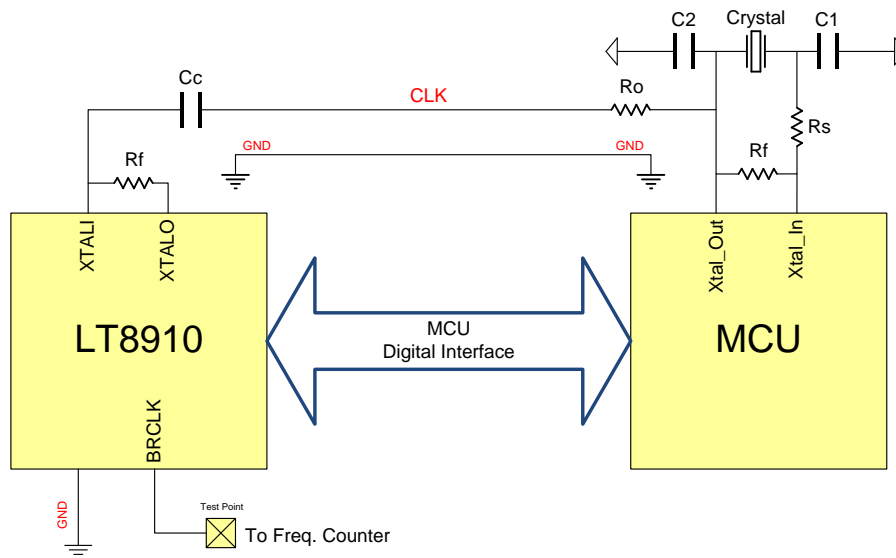 C2
Crystal
C1
Cc
CLK
Ro
Rs
GND
GND
Rf
Rf
XTALI
XTALO
Xtal_Out
Xtal_In
LT8910
MCU
Digital Interface
MCU
BRCLK
GND
Test Point
To Freq. Counter